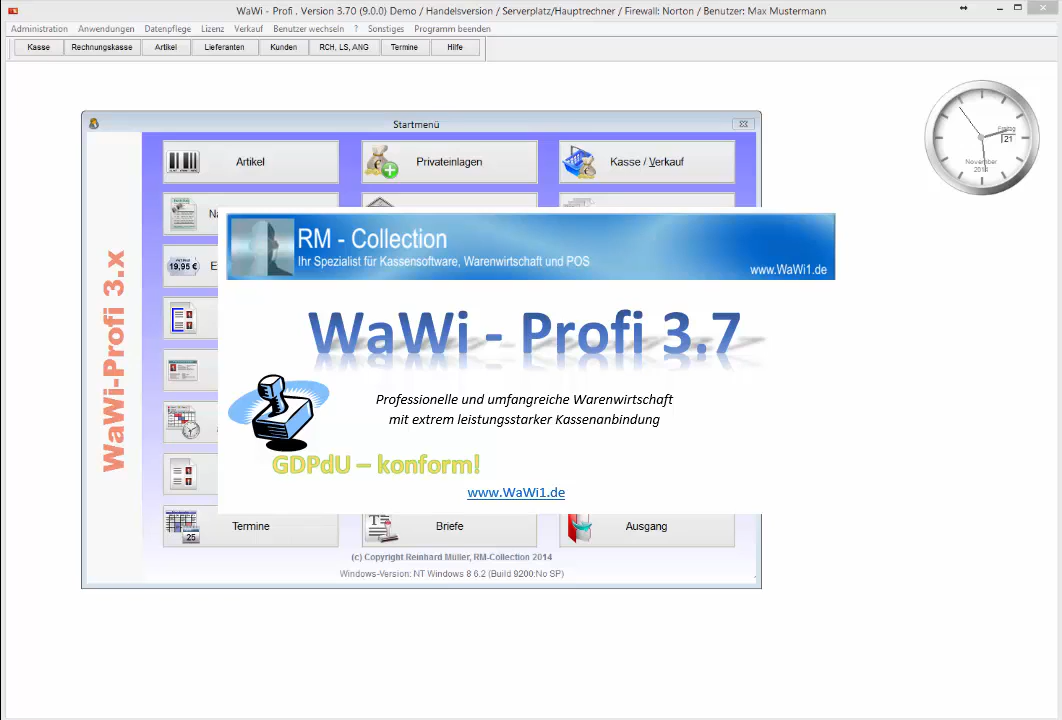 WaWi - Profi . Version 3.70 (9.0.0) Demo / Handelsversion / Serverplatz/Hauptrechner / Firewall: Norton / Benutzer: Max Mustermann
Administration Anwendungen Datenpflege Lizenz Verkauf Benutzer wechseln ? Sonstiges Programm beenden
Kasse Rechnungskasse Artikel Lieferanten Kunden RCH, LS, ANG Termine Hilfe
Startmenü
Artikel Privateinlagen Kasse / Verkauf
Freitag
21
November
2014
WaWi-Profi 3.x
19,95 €
RM - Collection
Ihr Spezialist für Kassensoftware, Warenwirtschaft und POS
www.WaWi1.de
WaWi - Profi 3.7
Professionelle und umfangreiche Warenwirtschaft
mit extrem leistungsstarker Kassenanbindung
GDPdU – konform!
www.WaWi1.de
25
Termine Briefe Ausgang
(c) Copyright Reinhard Müller, RM-Collection 2014
Windows-Version: NT Windows 8 6.2 (Build 9200:No SP)